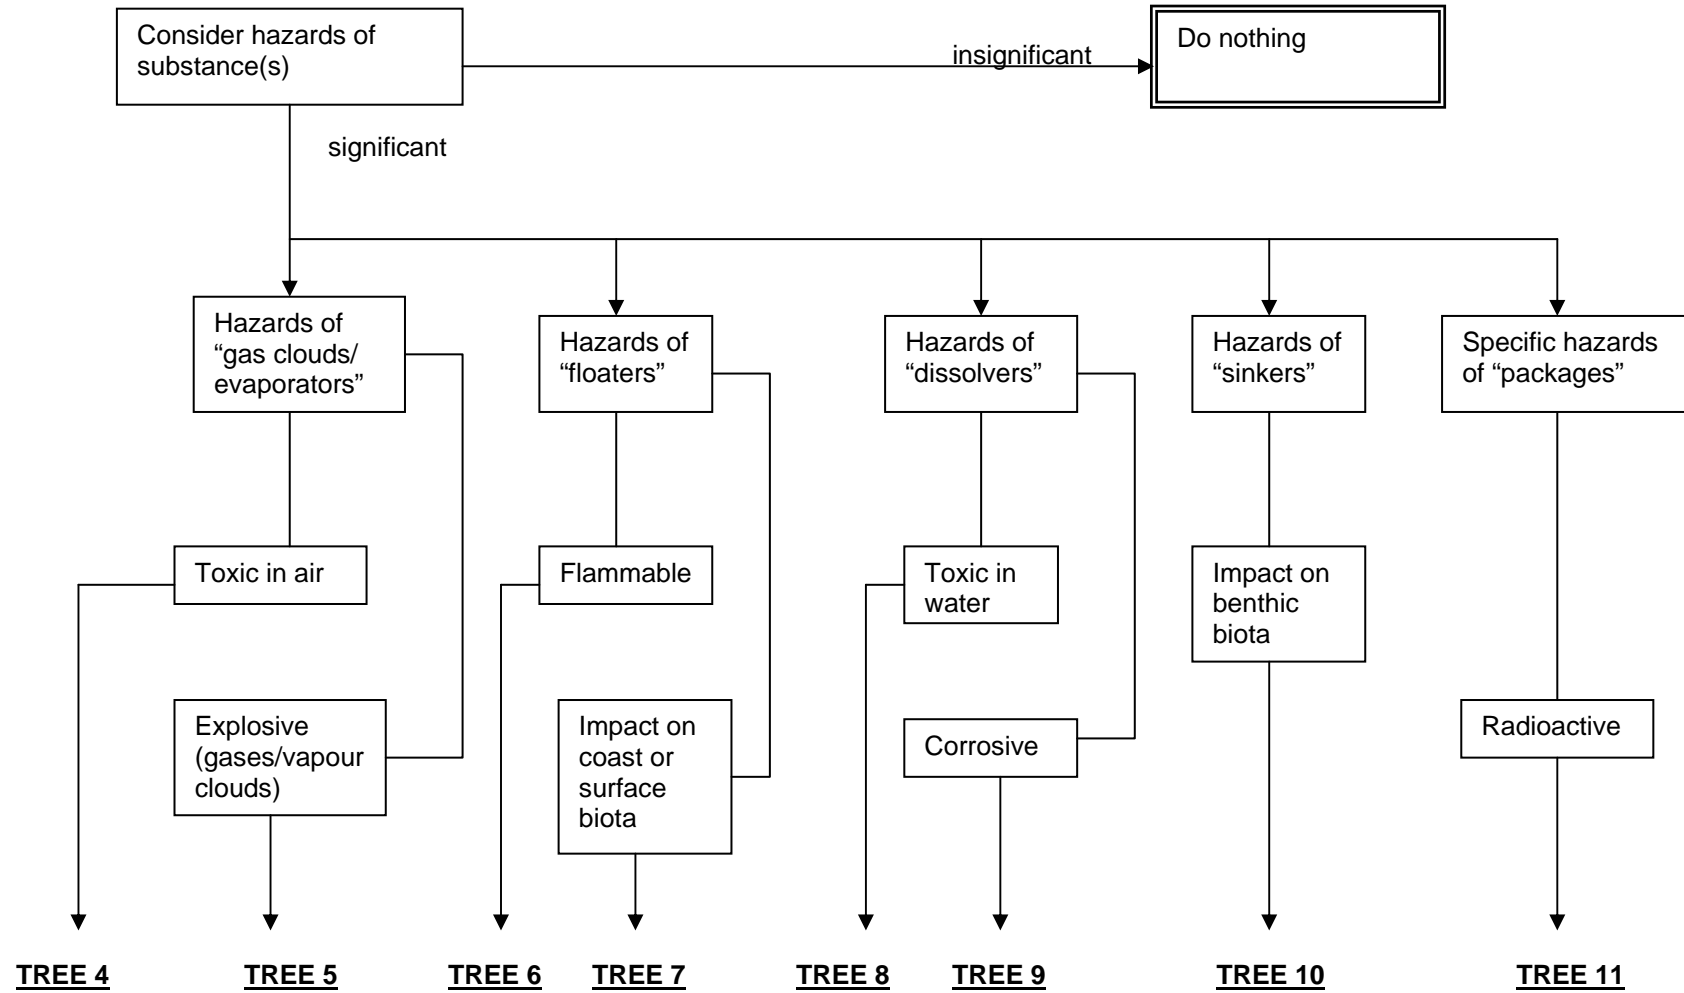 Consider hazards of
substance(s)
insignificant
Do nothing
significant
Hazards of
“gas clouds/
evaporators”
Hazards of
“floaters”
Hazards of
“dissolvers”
Hazards of
“sinkers”
Specific hazards
of “packages”
Toxic in air
Flammable
Toxic in
water
Impact on
benthic
biota
Explosive
(gases/vapour
clouds)
Impact on
coast or
surface
biota
Corrosive
Radioactive
TREE 4
TREE 5
TREE 6
TREE 7
TREE 8
TREE 9
TREE 10
TREE 11